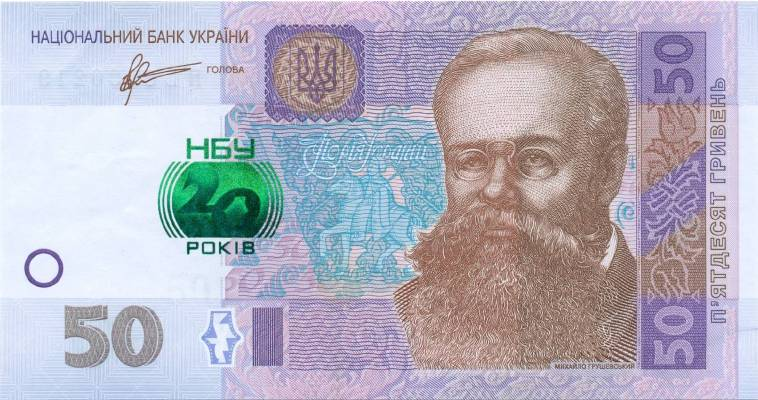 НАЦІОНАЛЬНИЙ БАНК УКРАЇНИ
ГОЛОВА
НБУ
20
РОКІВ
50
50
П'ЯТДЕСЯТ ГРИВЕНЬ
50
МИХАЙЛО ГРУШЕВСЬКИЙ